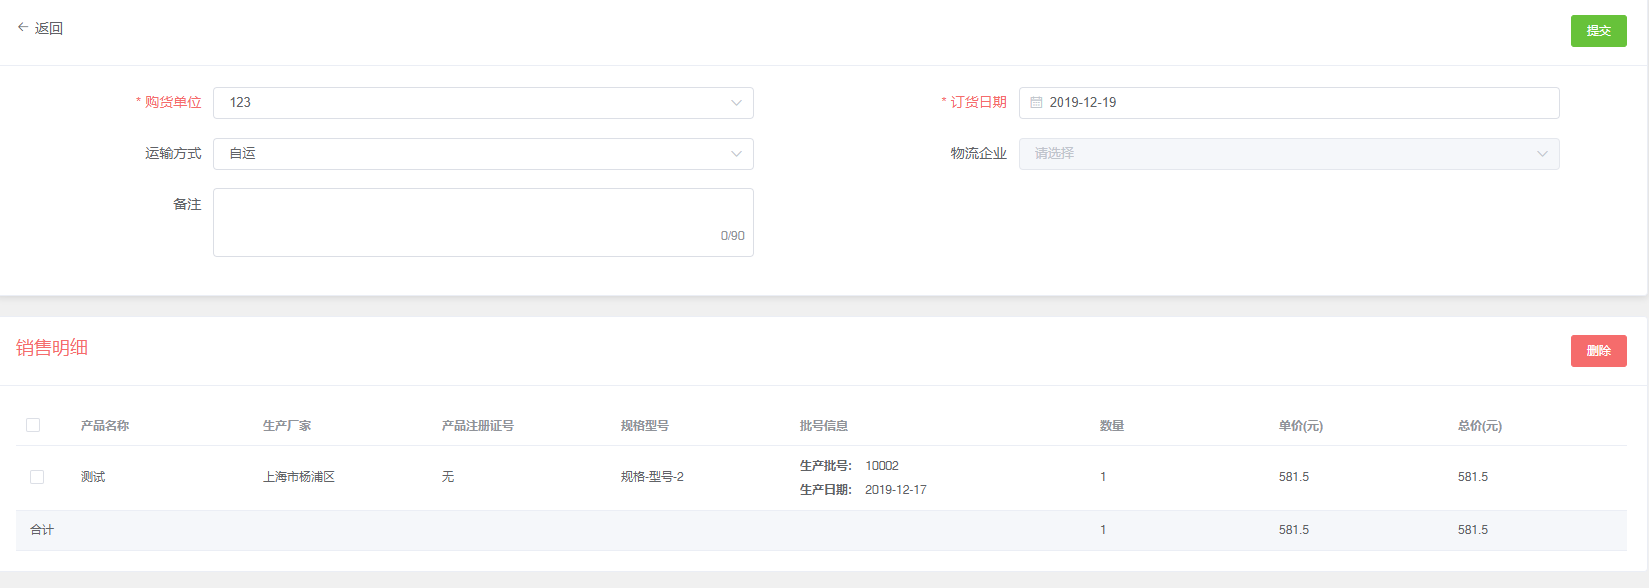 返回
提交
* 购货单位 123
* 订货日期 2019-12-19
运输方式 自运
物流企业 请选择
备注
0/90
销售明细
删除
产品名称 生产厂家 产品注册证号 规格型号 批号信息 数量 单价(元) 总价(元)
测试 上海市杨浦区 无 规格-型号-2 生产批号: 10002 1 581.5 581.5
生产日期: 2019-12-17
合计 1 581.5 581.5